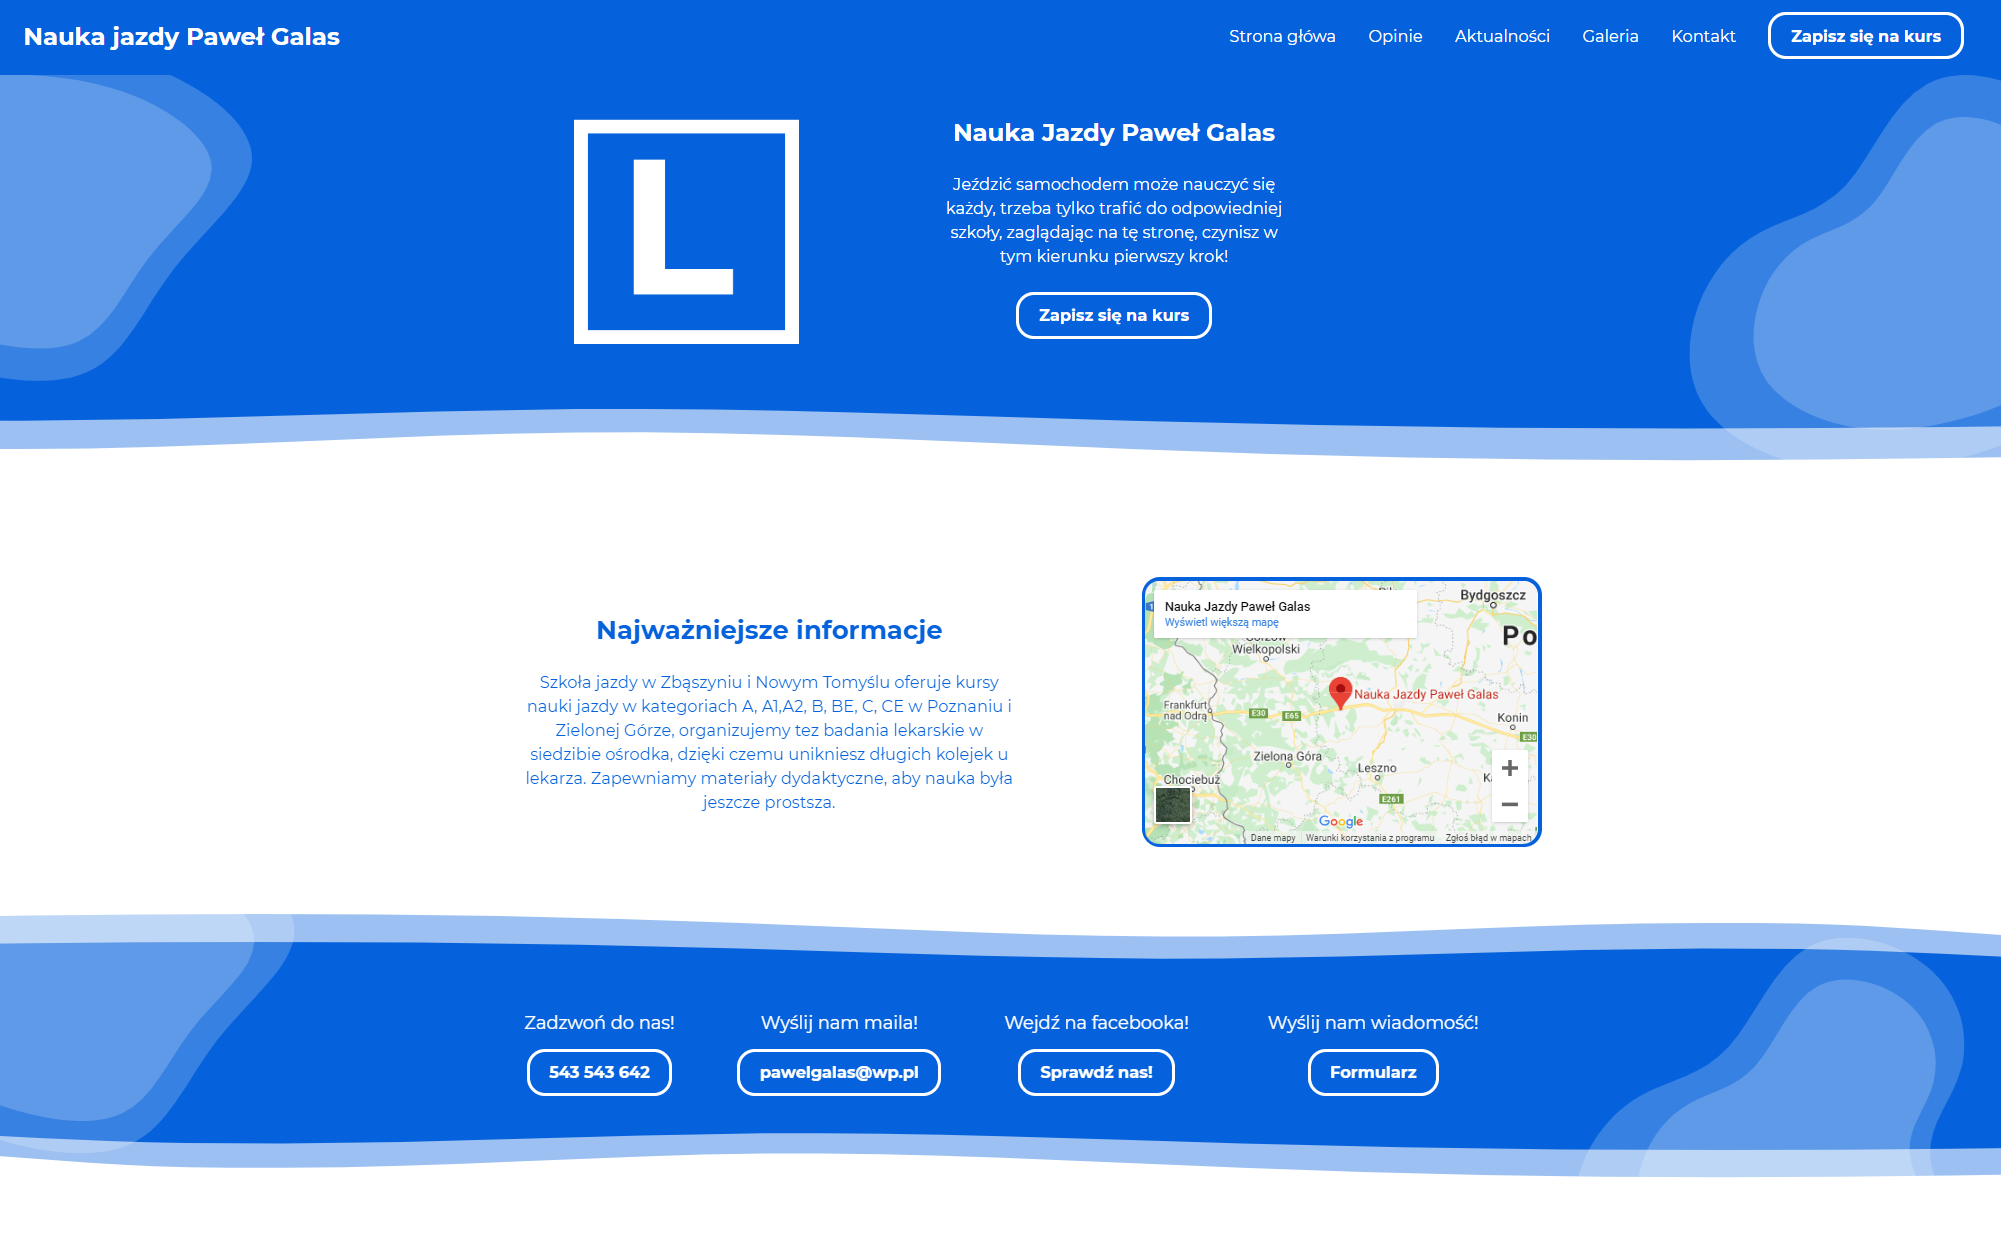 Nauka jazdy Paweł Galas
Strona główna
Opinie
Aktualności
Galeria
Kontakt
Zapisz się na kurs
L
Nauka Jazdy Paweł Galas
Jeździć samochodem może nauczyć się
każdy, trzeba tylko trafić do odpowiedniej
szkoły, zaglądając na tę stronę, czynisz w
tym kierunku pierwszy krok!
Zapisz się na kurs
Najważniejsze informacje
Szkoła jazdy w Zbąszyniu i Nowym Tomyślu oferuje kursy
nauki jazdy w kategoriach A, A1,A2, B, BE, C, CE w Poznaniu i
Zielonej Górze, organizujemy tez badania lekarskie w
siedzibie ośrodka, dzięki czemu unikniesz długich kolejek u
lekarza. Zapewniamy materiały dydaktyczne, aby nauka była
jeszcze prostsza.
Nauka Jazdy Paweł Galas
Wyświetl większą mapę
Bydgoszcz
Po
Gorzów
Wielkopolski
Nauka Jazdy Paweł Galas
Frankfurt
nad Odrą
E30
E65
Konin
E30
Zielona Góra
Leszno
Chociebuż
E261
Google
Dane mapy
Warunki korzystania z programu
Zgłoś błąd w mapach
Zadzwoń do nas!
543 543 642
Wyślij nam maila!
pawelgalas@wp.pl
Wejdź na facebooka!
Sprawdź nas!
Wyślij nam wiadomość!
Formularz